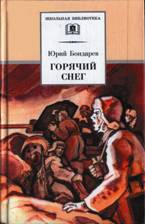 ШКОЛЬНАЯ БИБЛИОТЕКА
Юрий Бондарев
ГОРЯЧИЙ
СНЕГ